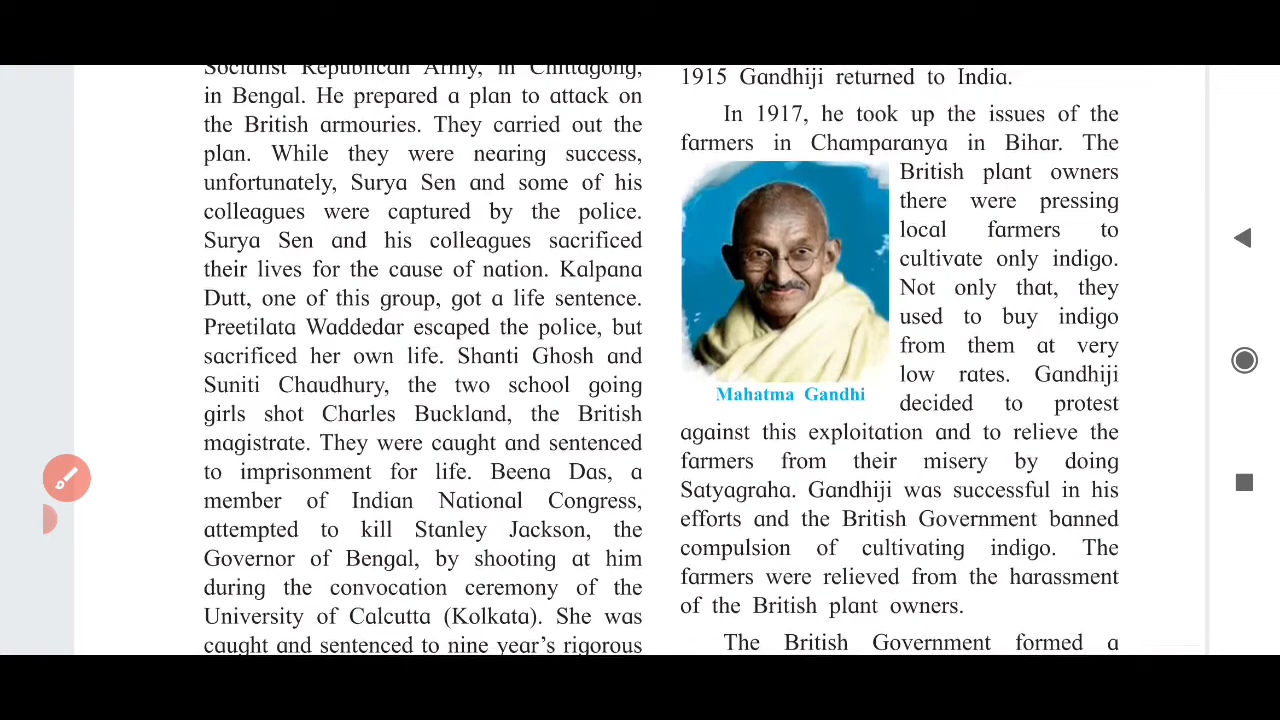 Socialist Republican Army, in Chittagong,
in Bengal. He prepared a plan to attack on
the British armouries. They carried out the
plan. While they were nearing success,
unfortunately, Surya Sen and some of his
colleagues were captured by the police.
Surya Sen and his colleagues sacrificed
their lives for the cause of nation. Kalpana
Dutt, one of this group, got a life sentence.
Preetilata Waddedar escaped the police, but
sacrificed her own life. Shanti Ghosh and
Suniti Chaudhury, the two school going
girls shot Charles Buckland, the British
magistrate. They were caught and sentenced
to imprisonment for life. Beena Das, a
member of Indian National Congress,
attempted to kill Stanley Jackson, the
Governor of Bengal, by shooting at him
during the convocation ceremony of the
University of Calcutta (Kolkata). She was
caught and sentenced to nine year's rigorous
1915 Gandhiji returned to India.
In 1917, he took up the issues of the
farmers in Champaranya in Bihar. The
British plant owners
there were pressing
local farmers to
cultivate only indigo.
Not only that, they
used to buy indigo
from them at very
low rates. Gandhiji
decided to protest
Mahatma Gandhi
against this exploitation and to relieve the
farmers from their misery by doing
Satyagraha. Gandhiji was successful in his
efforts and the British Government banned
compulsion of cultivating indigo. The
farmers were relieved from the harassment
of the British plant owners.
The British Government formed a